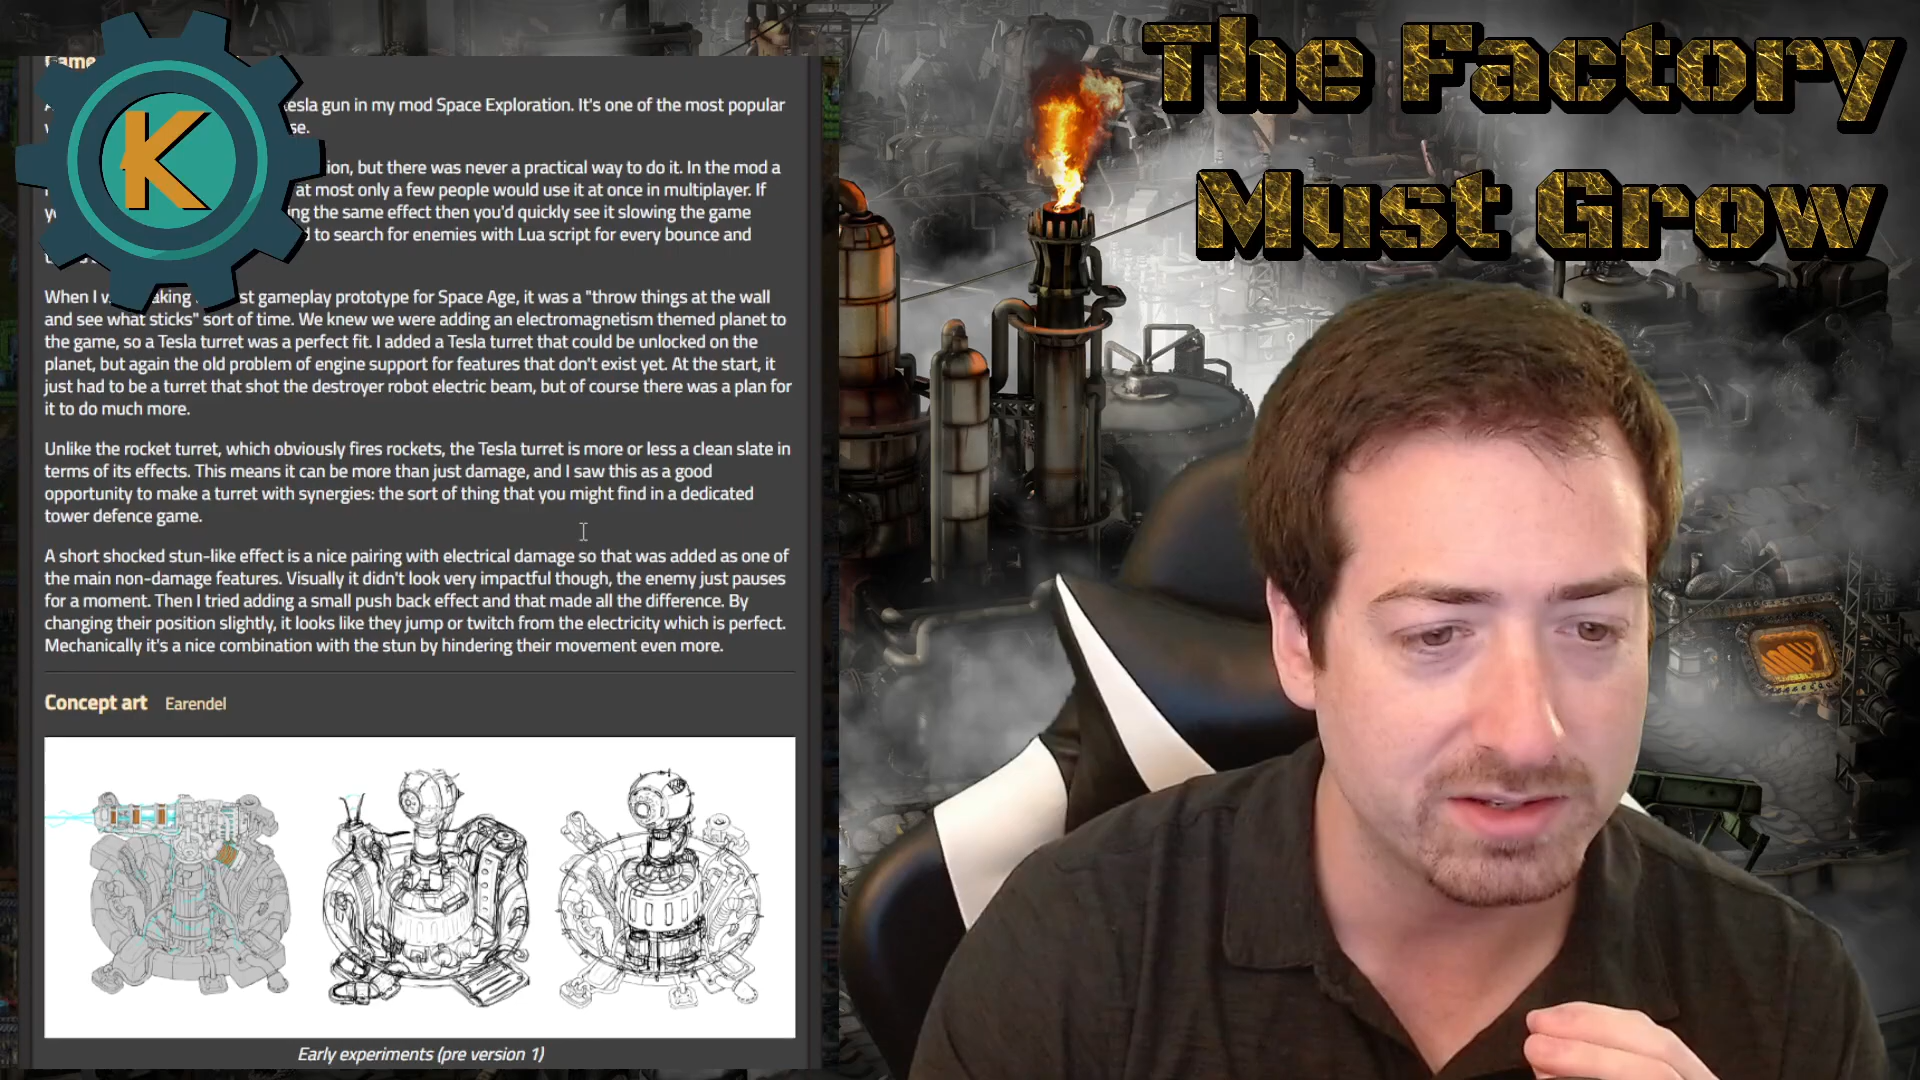 The Factory
Must Grow
K
Game
esla gun in my mod Space Exploration. It's one of the most popular
se.
ion, but there was never a practical way to do it. In the mod a
at most only a few people would use it at once in multiplayer. If
ing the same effect then you'd quickly see it slowing the game
d to search for enemies with Lua script for every bounce and
When I aking st gameplay prototype for Space Age, it was a "throw things at the wall
and see what sticks" sort of time. We knew we were adding an electromagnetism themed planet to
the game, so a Tesla turret was a perfect fit. I added a Tesla turret that could be unlocked on the
planet, but again the old problem of engine support for features that don't exist yet. At the start, it
just had to be a turret that shot the destroyer robot electric beam, but of course there was a plan for
it to do much more.
Unlike the rocket turret, which obviously fires rockets, the Tesla turret is more or less a clean slate in
terms of its effects. This means it can be more than just damage, and I saw this as a good
opportunity to make a turret with synergies: the sort of thing that you might find in a dedicated
tower defence game.
A short shocked stun-like effect is a nice pairing with electrical damage so that was added as one of
the main non-damage features. Visually it didn't look very impactful though, the enemy just pauses
for a moment. Then I tried adding a small push back effect and that made all the difference. By
changing their position slightly, it looks like they jump or twitch from the electricity which is perfect.
Mechanically it's a nice combination with the stun by hindering their movement even more.
Concept art Earendel
Early experiments (pre version 1)